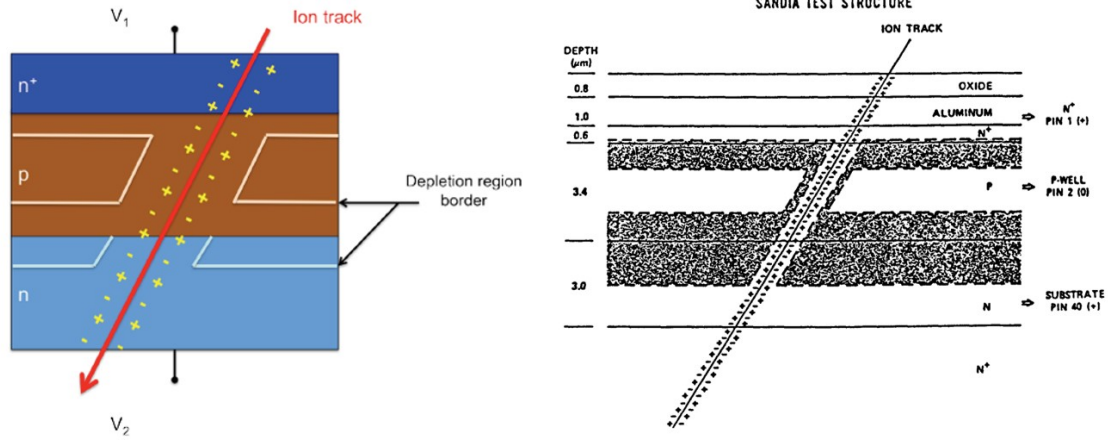 V1
Ion track
n+
p
Depletion region
border
n
V2
SANDIA TEST STRUCTURE
ION TRACK
DEPTH
(µm)
0.8
OXIDE
1.0
ALUMINUM
N+
PIN 1 (+)
0.6
N+
3.4
P
P-WELL
PIN 2 (0)
3.0
N
SUBSTRATE
PIN 40 (+)
N+